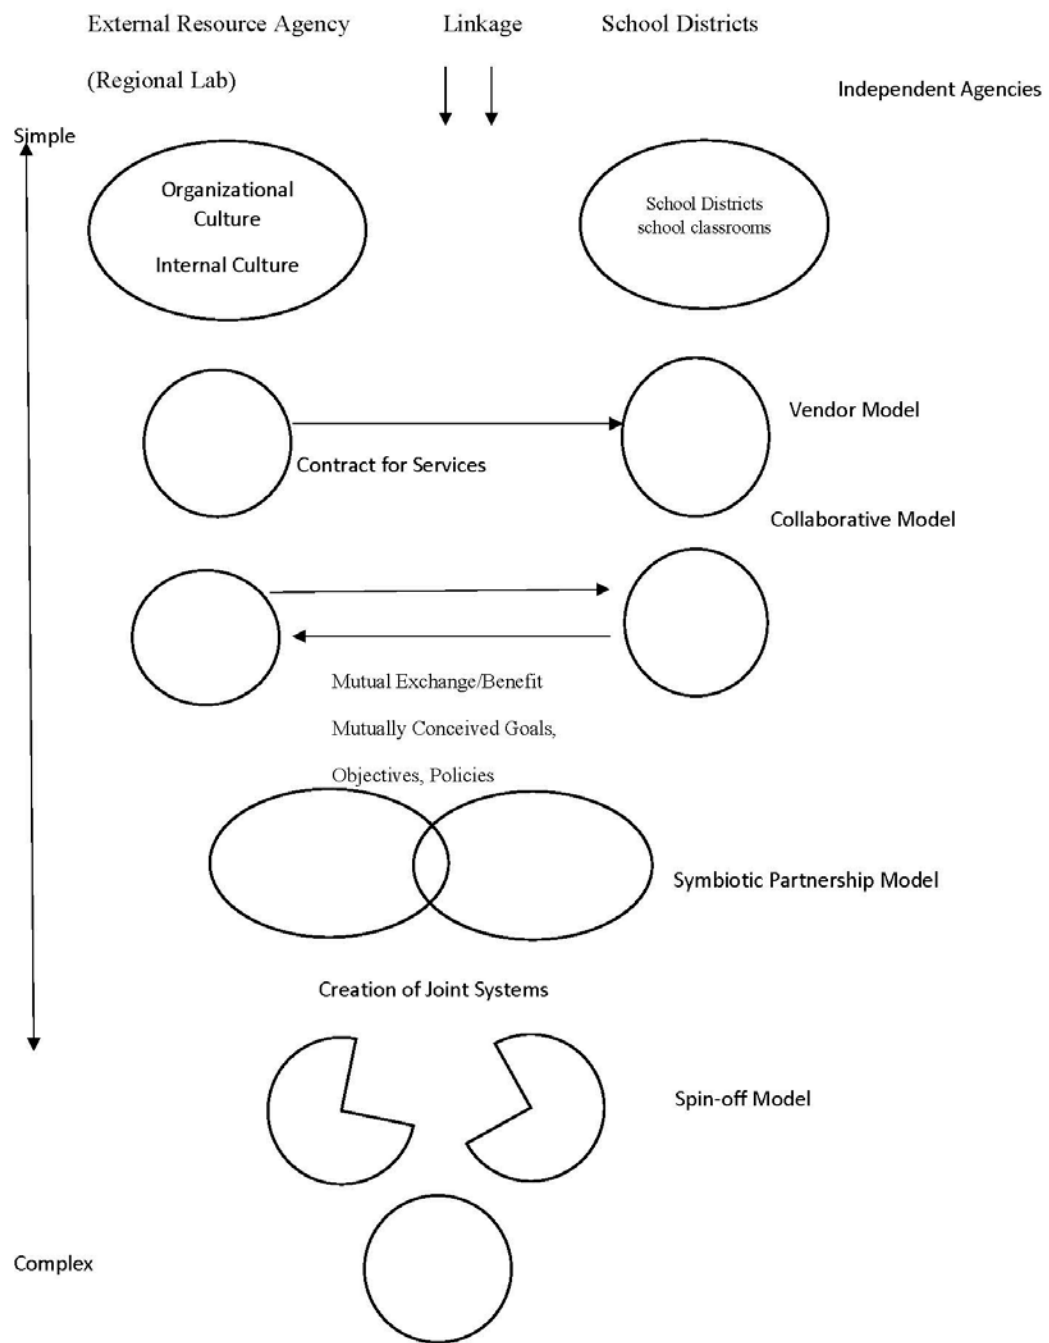 External Resource Agency
Linkage
School Districts
(Regional Lab)
Independent Agencies
Simple
Organizational
Culture
Internal Culture
School Districts
school classrooms
Vendor Model
Contract for Services
Collaborative Model
Mutual Exchange/Benefit
Mutually Conceived Goals,
Objectives, Policies
Symbiotic Partnership Model
Creation of Joint Systems
Spin-off Model
Complex